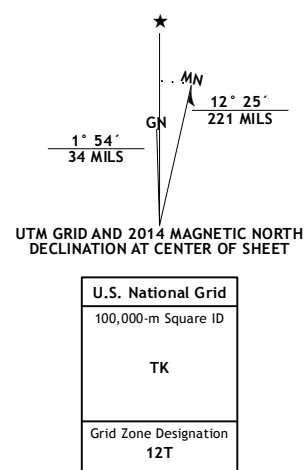 ★
MN
GN
12° 25´
221 MILS
1° 54´
34 MILS
UTM GRID AND 2014 MAGNETIC NORTH
DECLINATION AT CENTER OF SHEET
U.S. National Grid
100,000-m Square ID
TK
Grid Zone Designation
12T